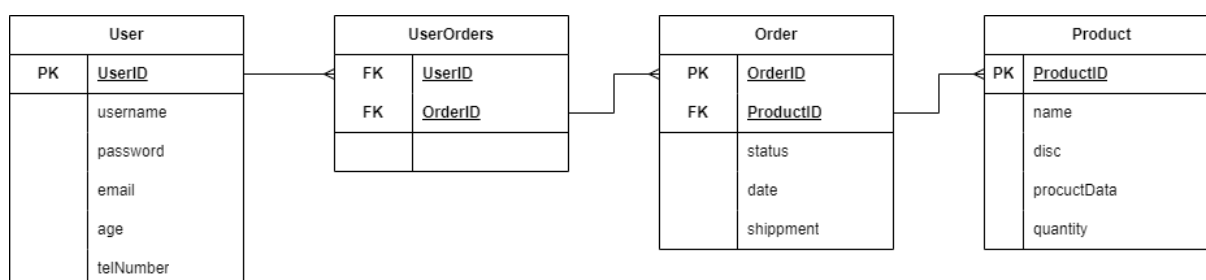 User
PK UserID
username
password
email
age
telNumber
UserOrders
FK UserID
FK OrderID
Order
PK OrderID
FK ProductID
status
date
shippment
Product
PK ProductID
name
disc
procuctData
quantity